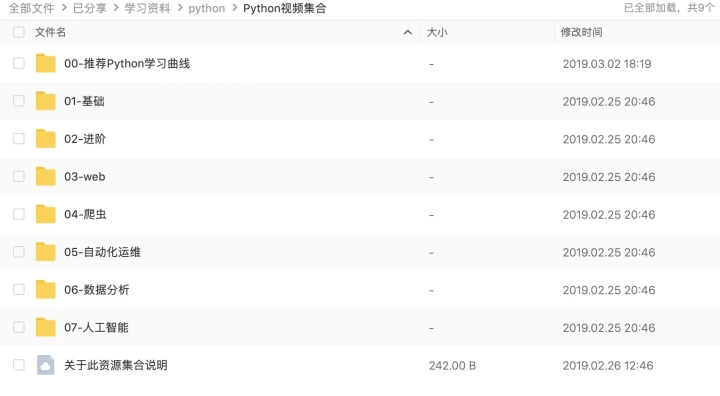 全部文件 > 已分享 > 学习资料 > python > Python视频集合 已全部加载，共9个
文件名 大小 修改时间
00-推荐Python学习曲线 - 2019.03.02 18:19
01-基础 - 2019.02.25 20:46
02-进阶 - 2019.02.25 20:46
03-web - 2019.02.25 20:46
04-爬虫 - 2019.02.25 20:46
05-自动化运维 - 2019.02.25 20:46
06-数据分析 - 2019.02.25 20:46
07-人工智能 - 2019.02.25 20:46
关于此资源集合说明 242.00 B 2019.02.26 12:46